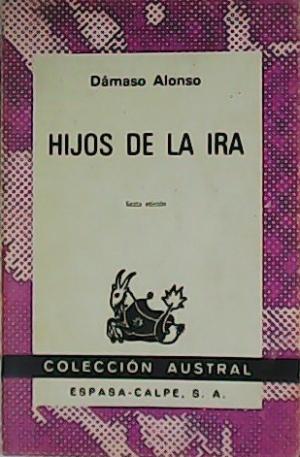 Dámaso Alonso
HIJOS DE LA IRA
Sexta edición
COLECCIÓN AUSTRAL
ESPASA-CALPE, S. A.